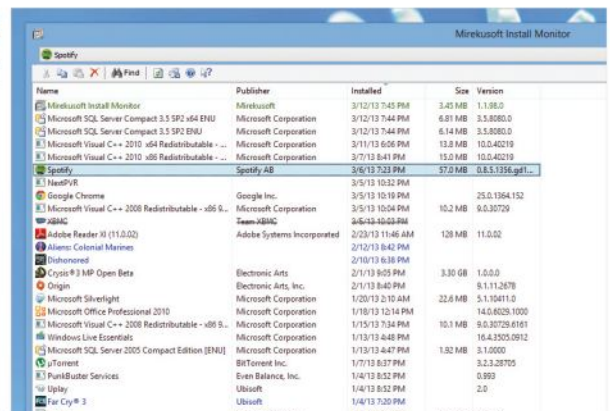 Mirekusoft Install Monitor
Spotify
Find
Name Publisher Installed Size Version
Mirekusoft Install Monitor Mirekusoft 3/12/13 7:45 PM 3.45 MB 1.1.98.0
Microsoft SQL Server Compact 3.5 SP2 x64 ENU Microsoft Corporation 3/12/13 7:44 PM 6.81 MB 3.5.8080.0
Microsoft SQL Server Compact 3.5 SP2 ENU Microsoft Corporation 3/12/13 7:44 PM 6.14 MB 3.5.8080.0
Microsoft Visual C++ 2010 x64 Redistributable - ... Microsoft Corporation 3/11/13 6:06 PM 13.8 MB 10.0.40219
Microsoft Visual C++ 2010 x86 Redistributable - ... Microsoft Corporation 3/7/13 8:41 PM 15.0 MB 10.0.40219
Spotify Spotify AB 3/6/13 7:23 PM 57.0 MB 0.8.5.1356.gd1...
NextPVR 3/5/13 10:32 PM
Google Chrome Google Inc. 3/5/13 10:19 PM 25.0.1364.152
Microsoft Visual C++ 2008 Redistributable - x86 9... Microsoft Corporation 3/5/13 10:04 PM 10.2 MB 9.0.30729
XBMC Team XBMC 3/5/13 10:03 PM
Adobe Reader XI (11.0.02) Adobe Systems Incorporated 2/23/13 11:46 AM 128 MB 11.0.02
Aliens: Colonial Marines 2/12/13 8:42 PM
Dishonored 2/10/13 6:38 PM
Crysis®3 MP Open Beta Electronic Arts 2/1/13 9:05 PM 3.30 GB 1.0.0.0
Origin Electronic Arts, Inc. 2/1/13 8:40 PM 9.1.11.2678
Microsoft Silverlight Microsoft Corporation 1/20/13 2:10 AM 22.6 MB 5.1.10411.0
Microsoft Office Professional 2010 Microsoft Corporation 1/18/13 12:14 PM 14.0.6029.1000
Microsoft Visual C++ 2008 Redistributable - x86 9... Microsoft Corporation 1/15/13 7:34 PM 10.1 MB 9.0.30729.6161
Windows Live Essentials Microsoft Corporation 1/13/13 4:48 PM 16.4.3505.0912
Microsoft SQL Server 2005 Compact Edition [ENU] Microsoft Corporation 1/13/13 4:47 PM 1.92 MB 3.1.0000
µTorrent BitTorrent Inc. 1/7/13 8:37 PM 3.2.3.28705
PunkBuster Services Even Balance, Inc. 1/4/13 8:52 PM 0.993
Uplay Ubisoft 1/4/13 8:52 PM 2.0
Far Cry® 3 Ubisoft 1/4/13 7:20 PM